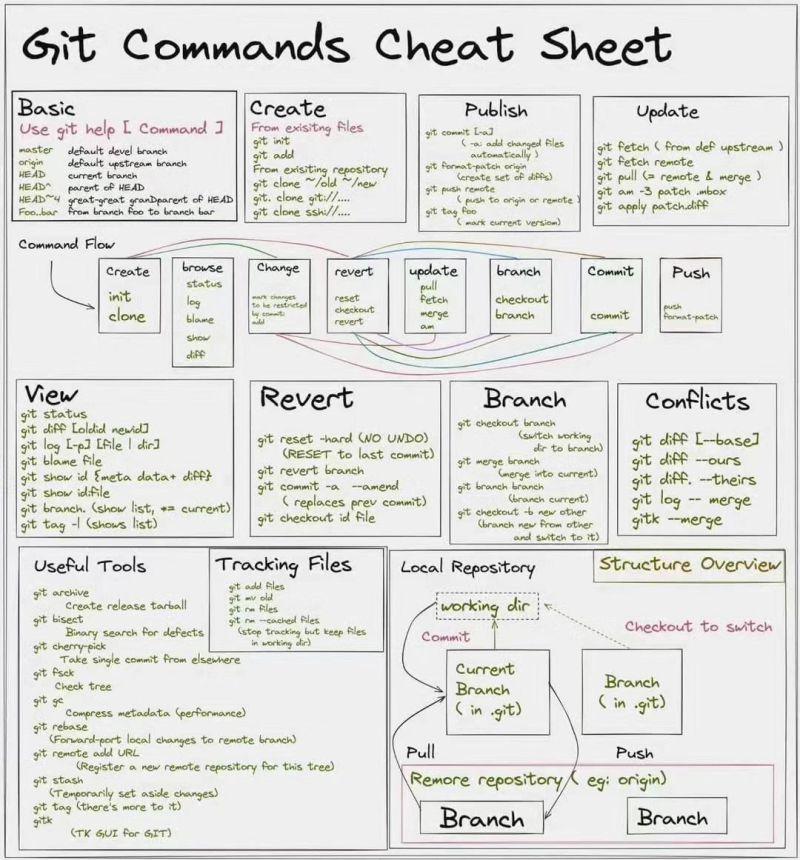 Git Commands Cheat Sheet
Basic
Use git help [ Command ]
master default devel branch
origin default upstream branch
HEAD current branch
HEAD^ parent of HEAD
HEAD~4 great-great granDparent of HEAD
Foo..bar from branch foo to branch bar
Create
From exisitng files
git init
git add
From exisiting repository
git clone ~/old ~/new
git. clone git://....
git clone ssh://....
Publish
git commit [-a]
( -a: add changed files
automatically )
git format-patch origin
(create set of diffs)
git push remote
( push to origin or remote )
git tag foo
( mark current version)
Update
git fetch ( from def upstream )
git fetch remote
git pull (= remote & merge )
git am -3 patch .mbox
git apply patch.diff
Command Flow
Create
init
clone
browse
status
log
blame
show
diff
Change
mark changes
to be restricted
by commit:
add
revert
reset
checkout
revert
update
pull
fetch
merge
am
branch
checkout
branch
Commit
commit
Push
push
format-patch
View
git status
git diff [oldid newid]
git log [-p] [file | dir]
git blame file
git show id {meta data+ diff}
git show id:file
git branch. (show list, *= current)
git tag -l (shows list)
Revert
git reset -hard (NO UNDO)
(RESET to last commit)
git revert branch
git commit -a --amend
( replaces prev commit)
git checkout id file
Branch
git checkout branch
(switch working
dir to branch)
git merge branch
(merge into current)
git branch branch
(branch current)
git checkout -b new other
(branch new from other
and switch to it)
Conflicts
git diff [--base]
git diff --ours
git diff. --theirs
git log -- merge
gitk --merge
Useful Tools
git archive
Create release tarball
git bisect
Binary search for defects
git cherry-pick
Take single commit from elsewhere
git fsck
Check tree
git gc
Compress metadata (performance)
git rebase
(Forward-port local changes to remote branch)
git remote add URL
(Register a new remote repository for this tree)
git stash
(Temporarily set aside changes)
git tag (there's more to it)
gitk
(TK GUI for GIT)
Tracking Files
git add files
git mv old
git rm files
git rm --cached files
(stop tracking but keep files
in working dir)
Local Repository
Structure Overview
working dir
Commit
Checkout to switch
Current
Branch
( in .git)
Branch
( in .git)
Pull
Push
Remore repository ( eg: origin)
Branch
Branch